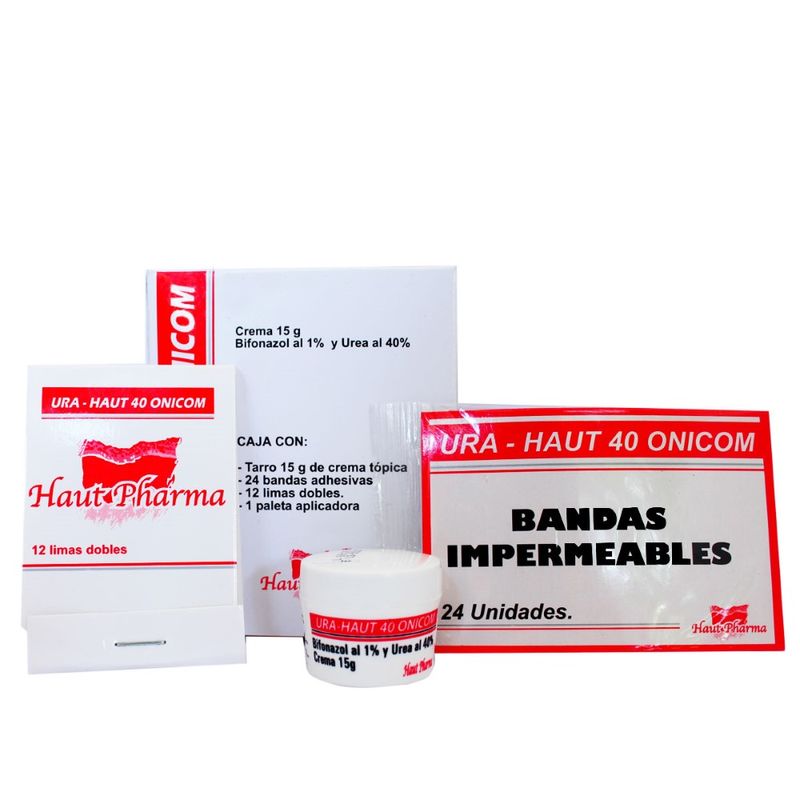 ONICOM
Crema 15 g
Bifonazol al 1% y Urea al 40%
CAJA CON:
- Tarro 15 g de crema tópica
- 24 bandas adhesivas
- 12 limas dobles.
- 1 paleta aplicadora
Haut
URA - HAUT 40 ONICOM
Haut Pharma
12 limas dobles
URA - HAUT 40 ONICOM
BANDAS
IMPERMEABLES
24 Unidades.
Haut Pharma
URA - HAUT 40 ONICOM
Bifonazol al 1% y Urea al 40%
Crema 15g
Haut Pharma